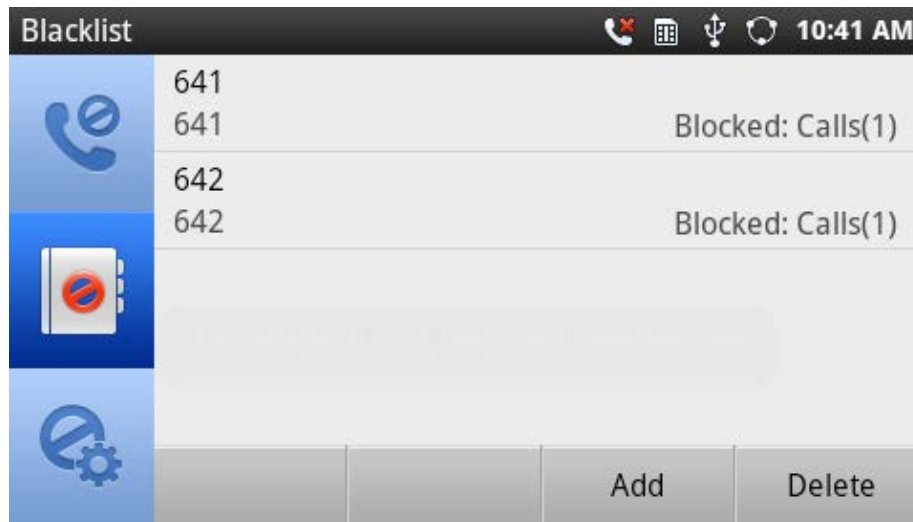 Blacklist 10:41 AM
641
641 Blocked: Calls(1)
642
642 Blocked: Calls(1)
Add Delete